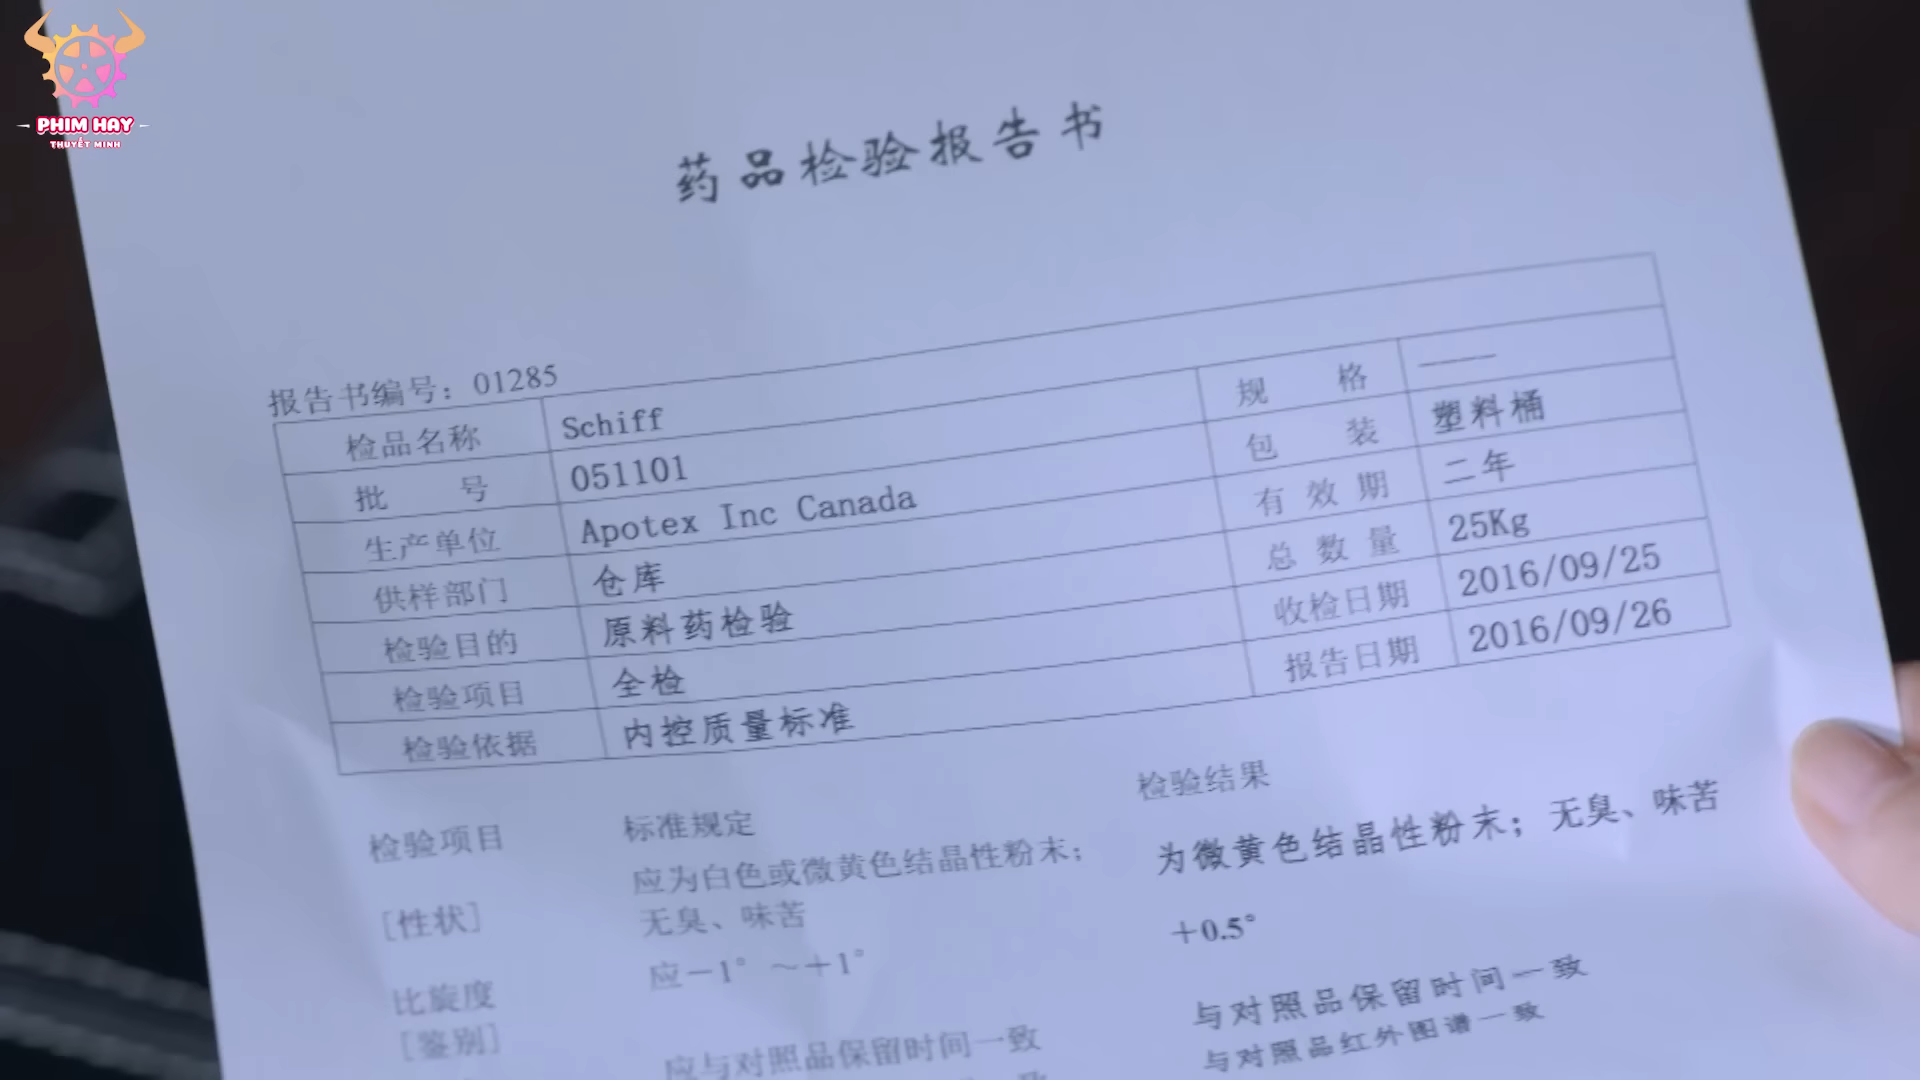 PHIM HAY
THUYẾT MINH
药品检验报告书
报告书编号：01285
检品名称 Schiff 规 格 ——
批 号 051101 包 装 塑料桶
生产单位 Apotex Inc Canada 有效期 二年
供样部门 仓库 总数量 25Kg
检验目的 原料药检验 收检日期 2016/09/25
检验项目 全检 报告日期 2016/09/26
检验依据 内控质量标准
检验项目 标准规定 检验结果
[性状] 应为白色或微黄色结晶性粉末； 为微黄色结晶性粉末；无臭、味苦
无臭、味苦
比旋度 应－1°～＋1° ＋0.5°
[鉴别]
应与对照品保留时间一致 与对照品保留时间一致
与对照品红外图谱一致